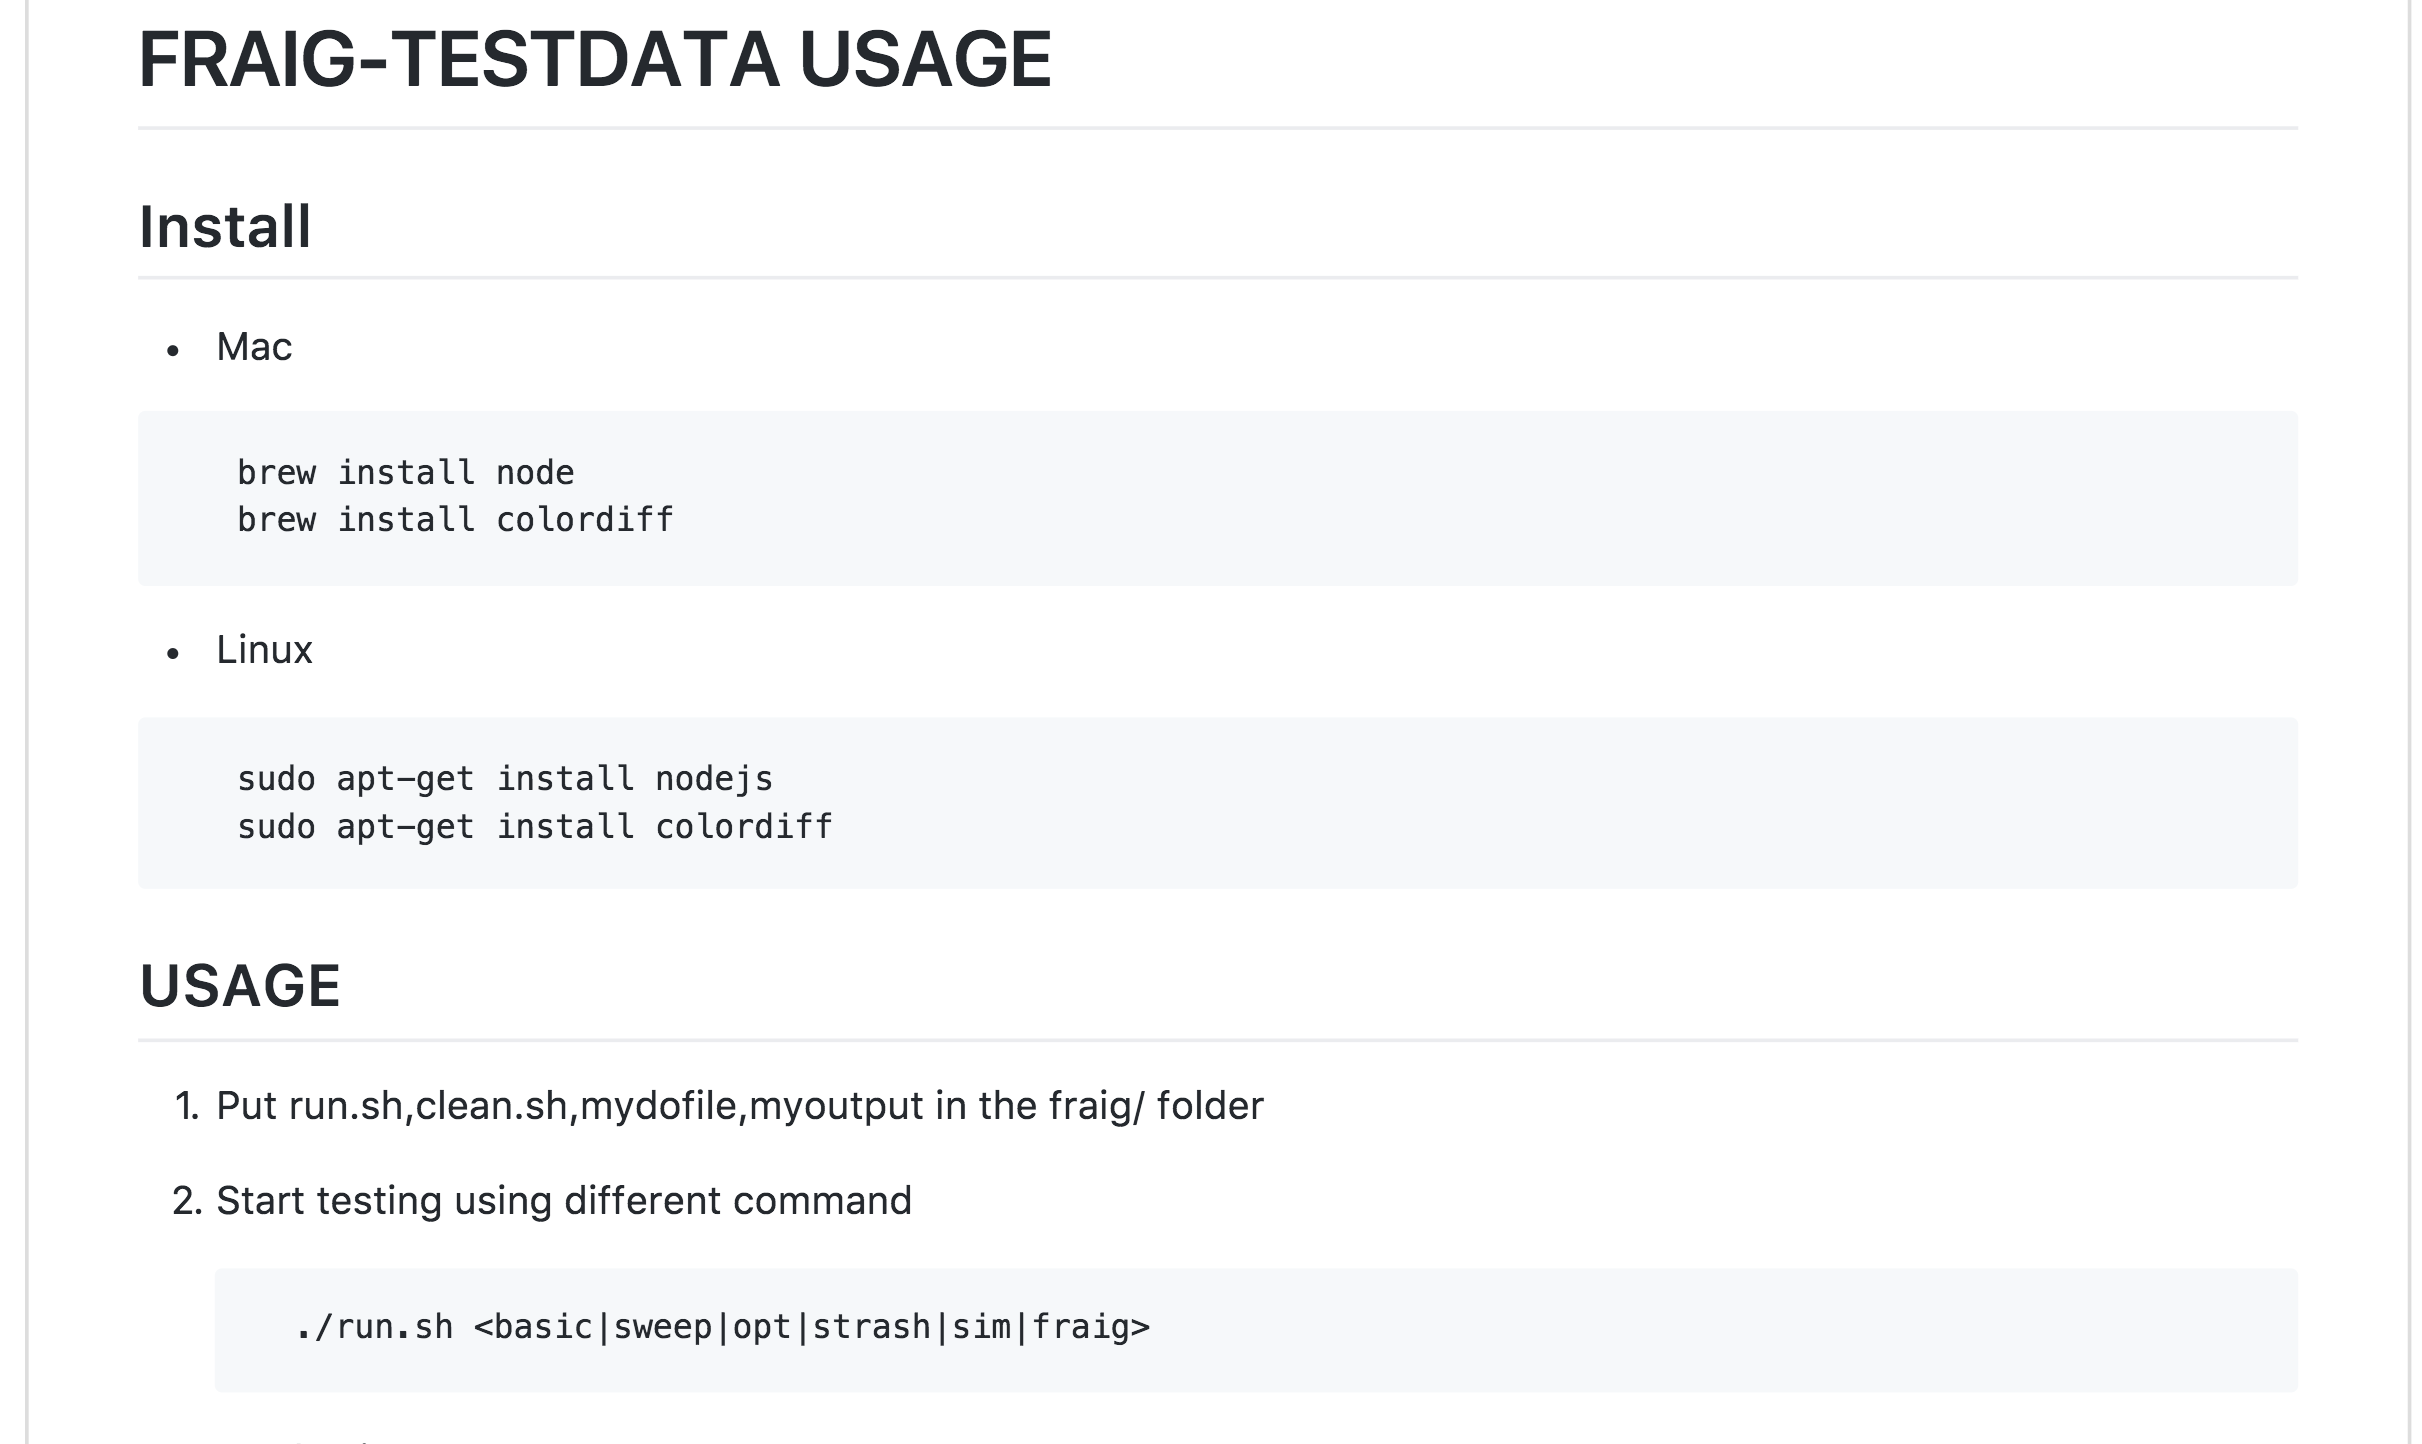 FRAIG-TESTDATA USAGE
Install
• Mac
brew install node
brew install colordiff
• Linux
sudo apt-get install nodejs
sudo apt-get install colordiff
USAGE
1. Put run.sh,clean.sh,mydofile,myoutput in the fraig/ folder
2. Start testing using different command
./run.sh <basic|sweep|opt|strash|sim|fraig>